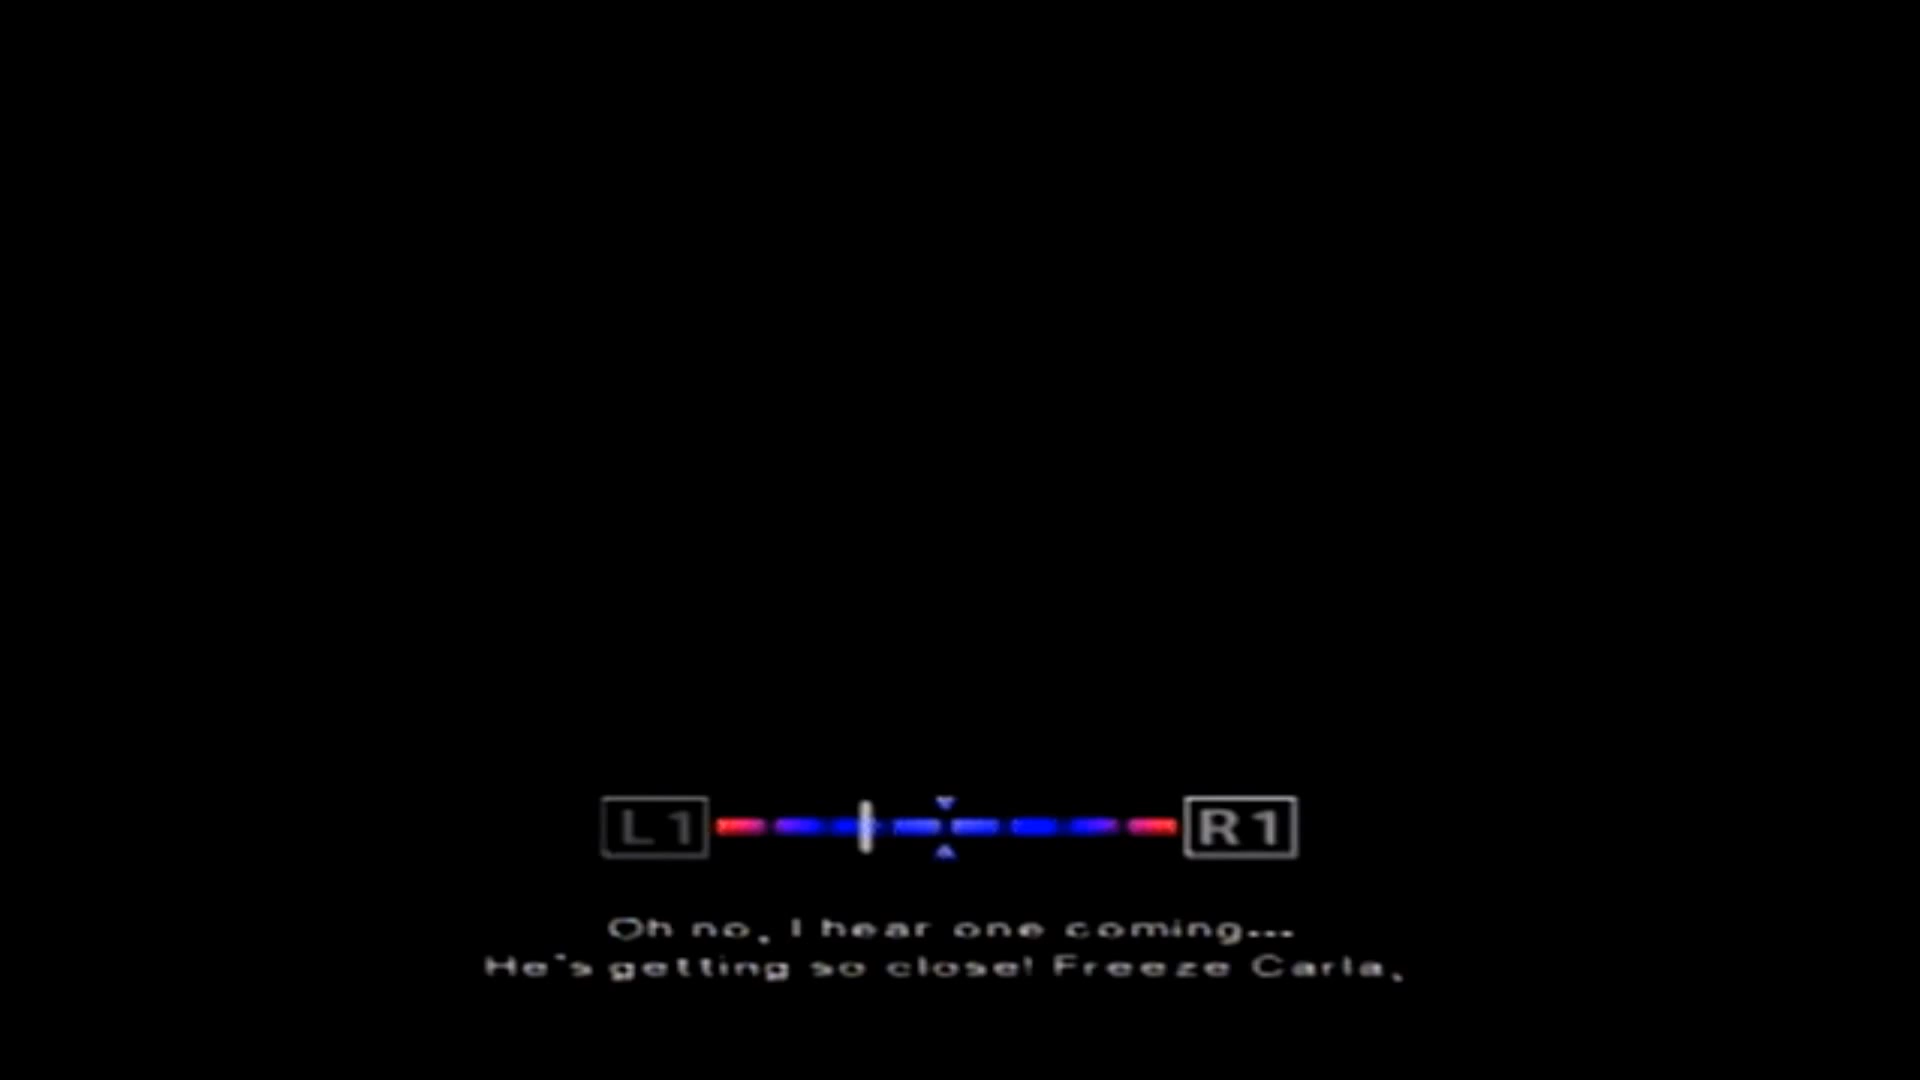 L1 R1
Oh no, I hear one coming...
He's getting so close! Freeze Carla.